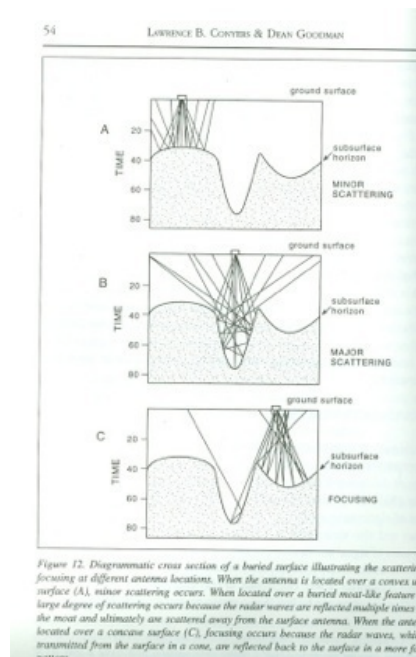 54
LAWRENCE B. CONYERS & DEAN GOODMAN
ground surface
A
20
40
60
80
TIME
subsurface
horizon
MINOR
SCATTERING
ground surface
B
20
40
60
80
TIME
subsurface
horizon
MAJOR
SCATTERING
ground surface
C
20
40
60
80
TIME
subsurface
horizon
FOCUSING
Figure 12. Diagrammatic cross section of a buried surface illustrating the
focusing at different antenna locations. When the antenna is located over a convex
surface (A), minor scattering occurs. When located over a buried moat-like feature
large degree of scattering occurs because the radar waves are reflected multiple times
the moat and ultimately are scattered away from the surface antenna. When the
located over a concave surface (C), focusing occurs because the radar waves,
transmitted from the surface in a cone, are reflected back to the surface in a more